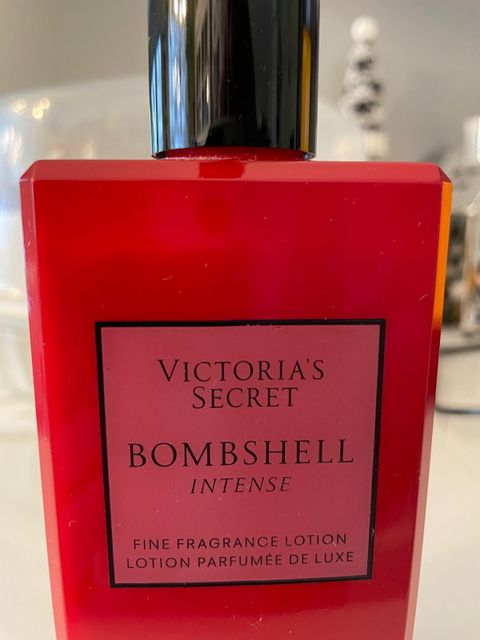 VICTORIA'S
SECRET
BOMBSHELL
INTENSE
FINE FRAGRANCE LOTION
LOTION PARFUMÉE DE LUXE